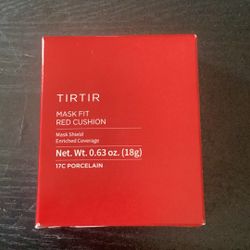 TIRTIR
MASK FIT
RED CUSHION
Mask Shield
Enriched Coverage
Net. Wt. 0.63 oz. (18g)
17C PORCELAIN